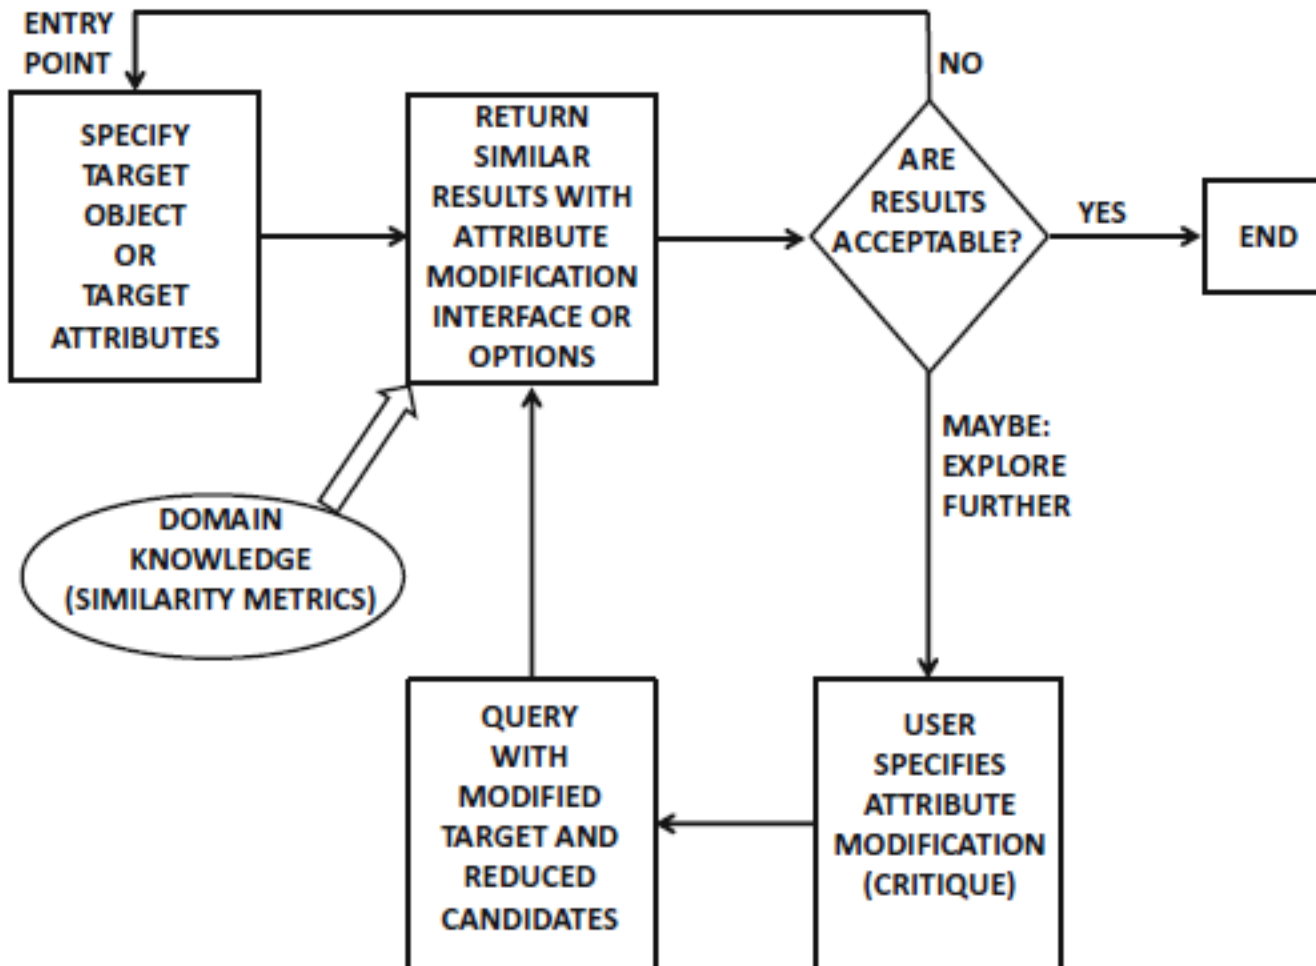 ENTRY
POINT
SPECIFY
TARGET
OBJECT
OR
TARGET
ATTRIBUTES
RETURN
SIMILAR
RESULTS WITH
ATTRIBUTE
MODIFICATION
INTERFACE OR
OPTIONS
NO
ARE
RESULTS
ACCEPTABLE?
YES
END
MAYBE:
EXPLORE
FURTHER
DOMAIN
KNOWLEDGE
(SIMILARITY METRICS)
QUERY
WITH
MODIFIED
TARGET AND
REDUCED
CANDIDATES
USER
SPECIFIES
ATTRIBUTE
MODIFICATION
(CRITIQUE)